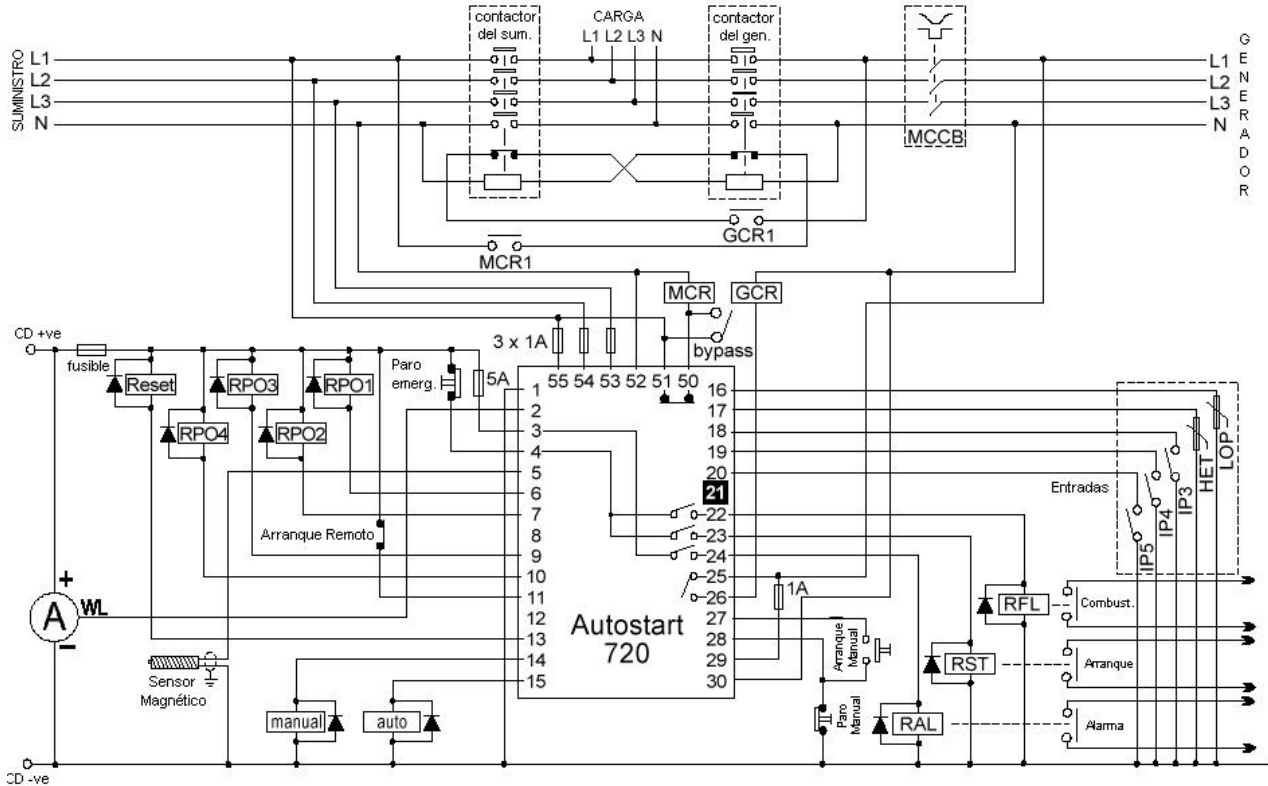 contactor
del sum.
CARGA
L1 L2 L3 N
contactor
del gen.
SUMINISTRO
L1
L2
L3
N
GENERADOR
L1
L2
L3
N
MCCB
GCR1
MCR1
MCR
GCR
bypass
3 x 1A
CD +ve
fusible
Reset
RPO3
RPO1
RPO4
RPO2
Paro
emerg.
5A
55 54 53 52 51 50
1
2
3
4
5
6
7
8
9
10
11
12
13
14
15
16
17
18
19
20
21
22
23
24
25
26
27
28
29
30
Autostart
720
Arranque Remoto
+
A
WL
–
Sensor
Magnético
manual
auto
1A
Arranque
Manual
Paro
Manual
Entradas
IP5
IP4
IP3
HET
LOP
RFL
Combust.
RST
Arranque
RAL
Alarma
CD -ve